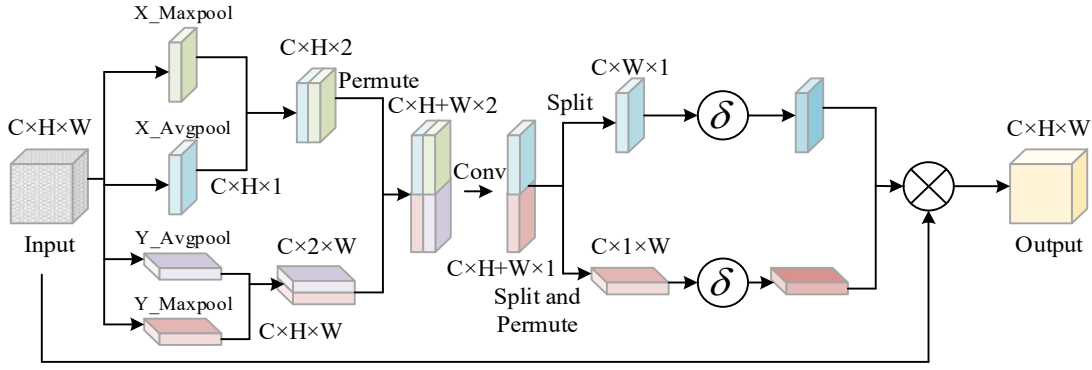 X_Maxpool
C×H×2
Permute
C×H×W
X_Avgpool
C×H×1
Input
Y_Avgpool
C×2×W
Y_Maxpool
C×H×W
C×H+W×2
Conv
C×H+W×1
Split and
Permute
Split
C×W×1
δ
C×1×W
δ
C×H×W
Output